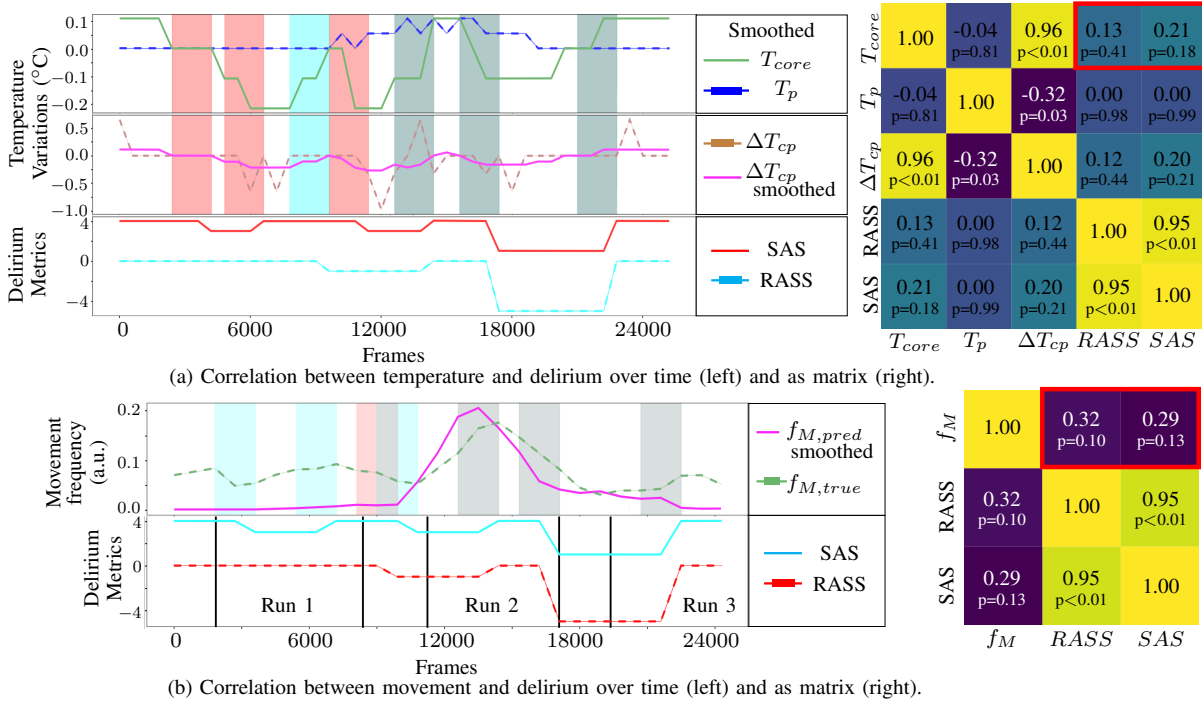 Temperature
Variations (°C)
0.1
0.0
−0.1
−0.2
Smoothed
T_core
T_p
0.5
0.0
−0.5
−1.0
ΔT_cp
ΔT_cp
smoothed
Delirium
Metrics
4
0
−4
SAS
RASS
0 6000 12000 18000 24000
Frames
T_core 1.00 -0.04 0.96 0.13 0.21
p=0.81 p<0.01 p=0.41 p=0.18
T_p -0.04 1.00 -0.32 0.00 0.00
p=0.81 p=0.03 p=0.98 p=0.99
ΔT_cp 0.96 -0.32 1.00 0.12 0.20
p<0.01 p=0.03 p=0.44 p=0.21
RASS 0.13 0.00 0.12 1.00 0.95
p=0.41 p=0.98 p=0.44 p<0.01
SAS 0.21 0.00 0.20 0.95 1.00
p=0.18 p=0.99 p=0.21 p<0.01
T_core T_p ΔT_cp RASS SAS
(a) Correlation between temperature and delirium over time (left) and as matrix (right).
Movement
frequency
(a.u.)
0.2
0.1
0.0
f_M,pred
smoothed
f_M,true
Delirium
Metrics
4
0
−4
Run 1 Run 2 Run 3
SAS
RASS
0 6000 12000 18000 24000
Frames
f_M 1.00 0.32 0.29
p=0.10 p=0.13
RASS 0.32 1.00 0.95
p=0.10 p<0.01
SAS 0.29 0.95 1.00
p=0.13 p<0.01
f_M RASS SAS
(b) Correlation between movement and delirium over time (left) and as matrix (right).